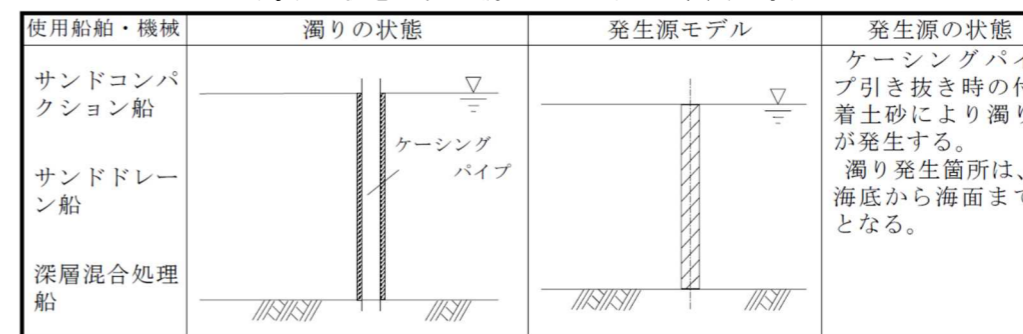 使用船舶・機械
濁りの状態
発生源モデル
発生源の状態
サンドコンパ
クション船
サンドドレー
ン船
深層混合処理
船
ケーシング
パイプ
ケーシングパイ
プ引き抜き時の付
着土砂により濁り
が発生する。
濁り発生箇所は、
海底から海面まで
となる。